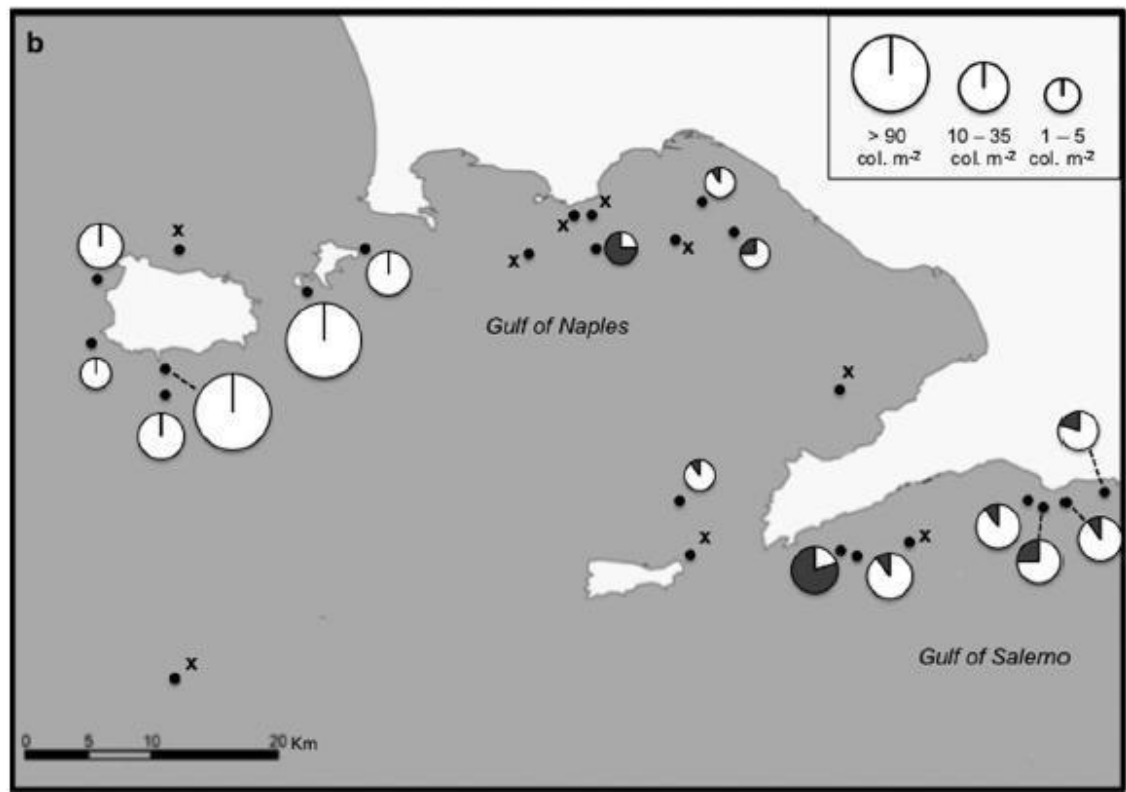 b
> 90 10 – 35 1 – 5
col. m-2 col. m-2 col. m-2
x
x
x
x
x
Gulf of Naples
x
x
x
Gulf of Salerno
x
0 5 10 20 Km